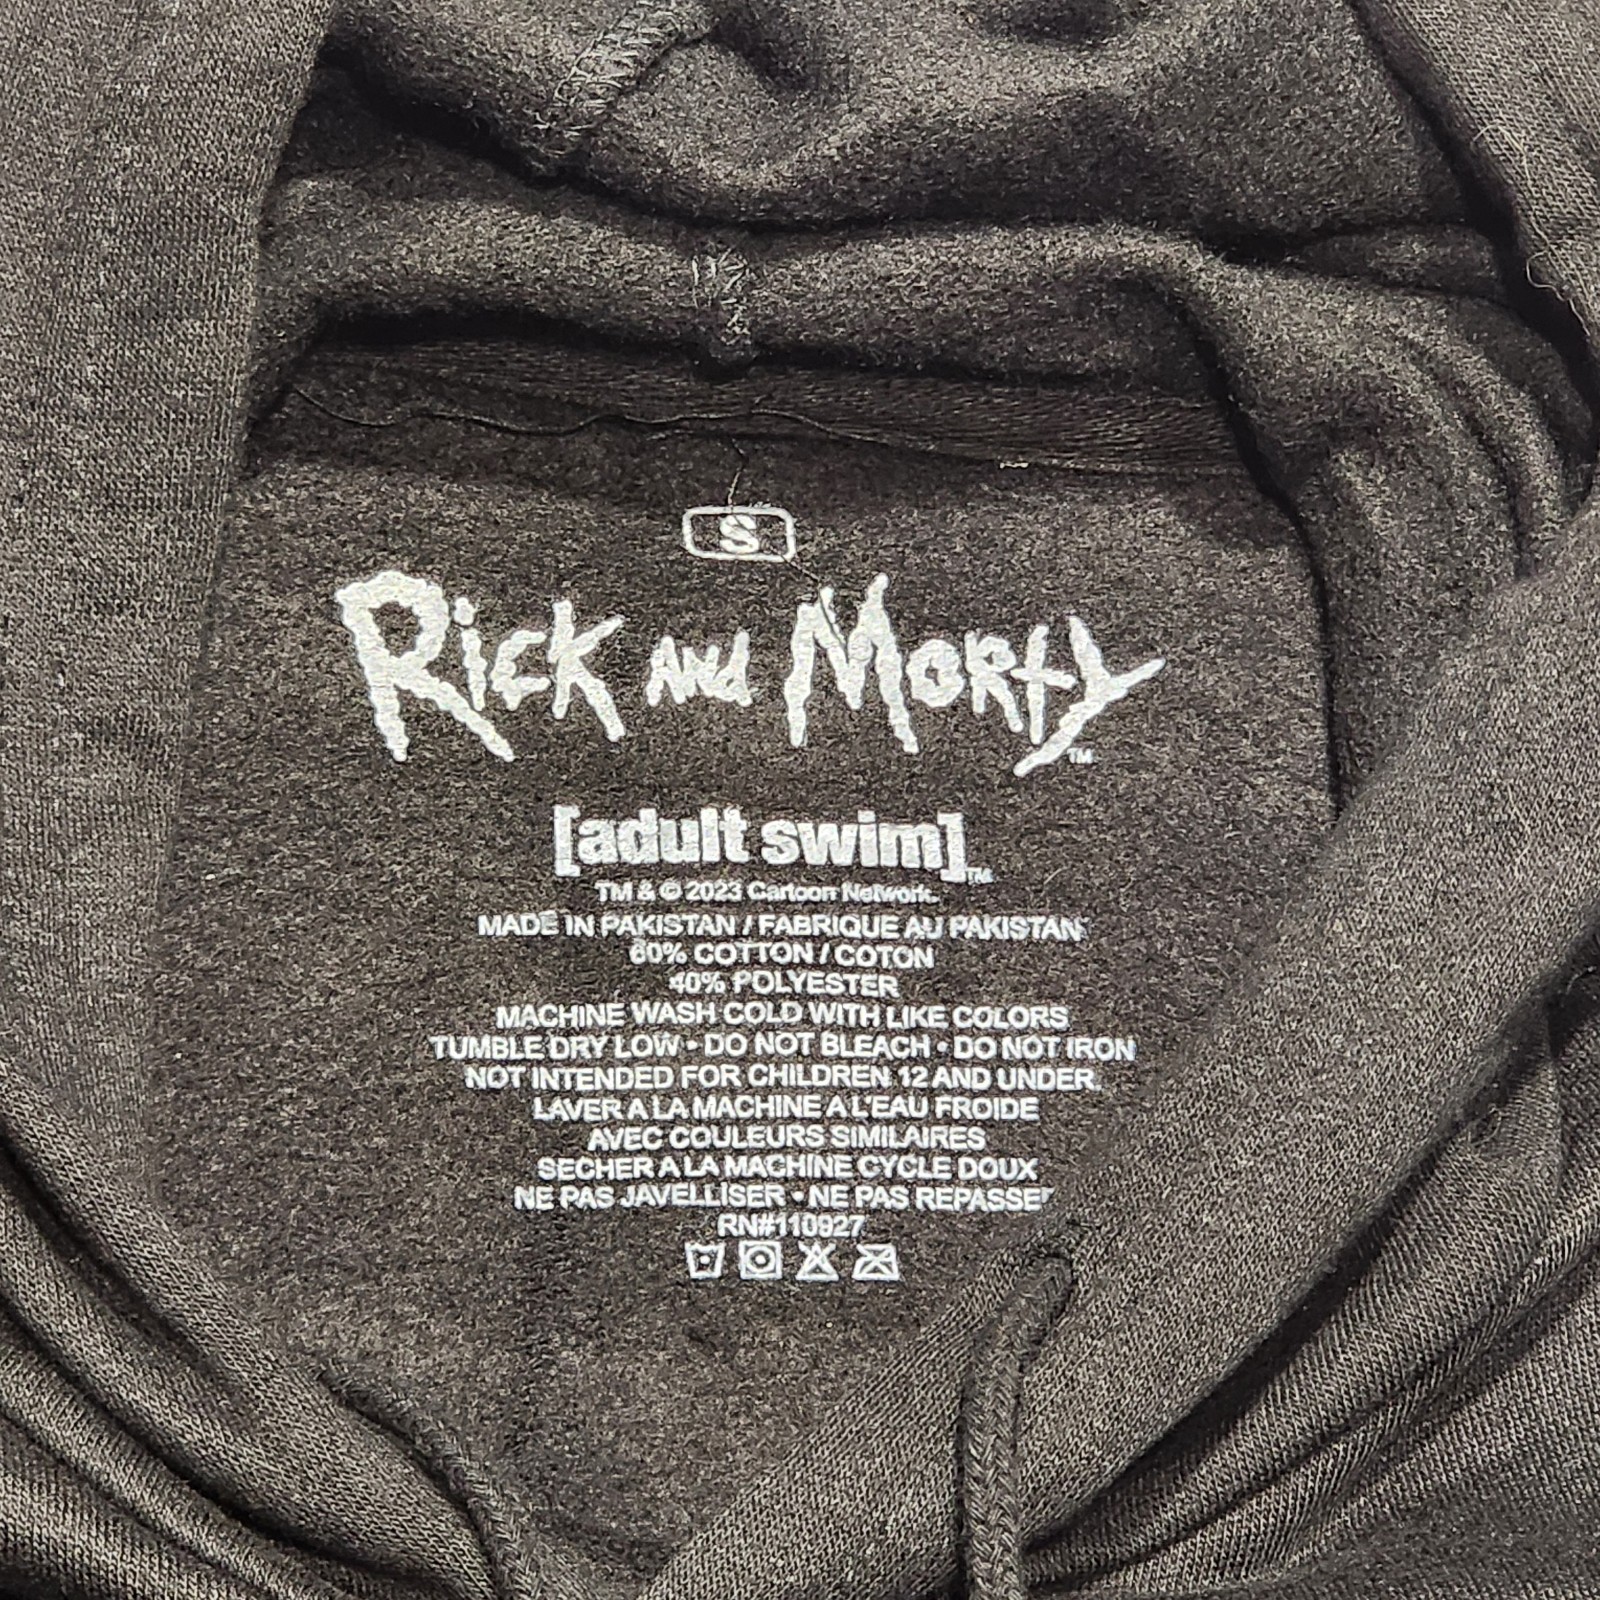 S
Rick and Morty™
[adult swim]™
TM & © 2023 Cartoon Network.
MADE IN PAKISTAN / FABRIQUE AU PAKISTAN
60% COTTON / COTON
40% POLYESTER
MACHINE WASH COLD WITH LIKE COLORS
TUMBLE DRY LOW • DO NOT BLEACH • DO NOT IRON
NOT INTENDED FOR CHILDREN 12 AND UNDER.
LAVER A LA MACHINE A L'EAU FROIDE
AVEC COULEURS SIMILAIRES
SECHER A LA MACHINE CYCLE DOUX
NE PAS JAVELLISER • NE PAS REPASSER
RN#110927